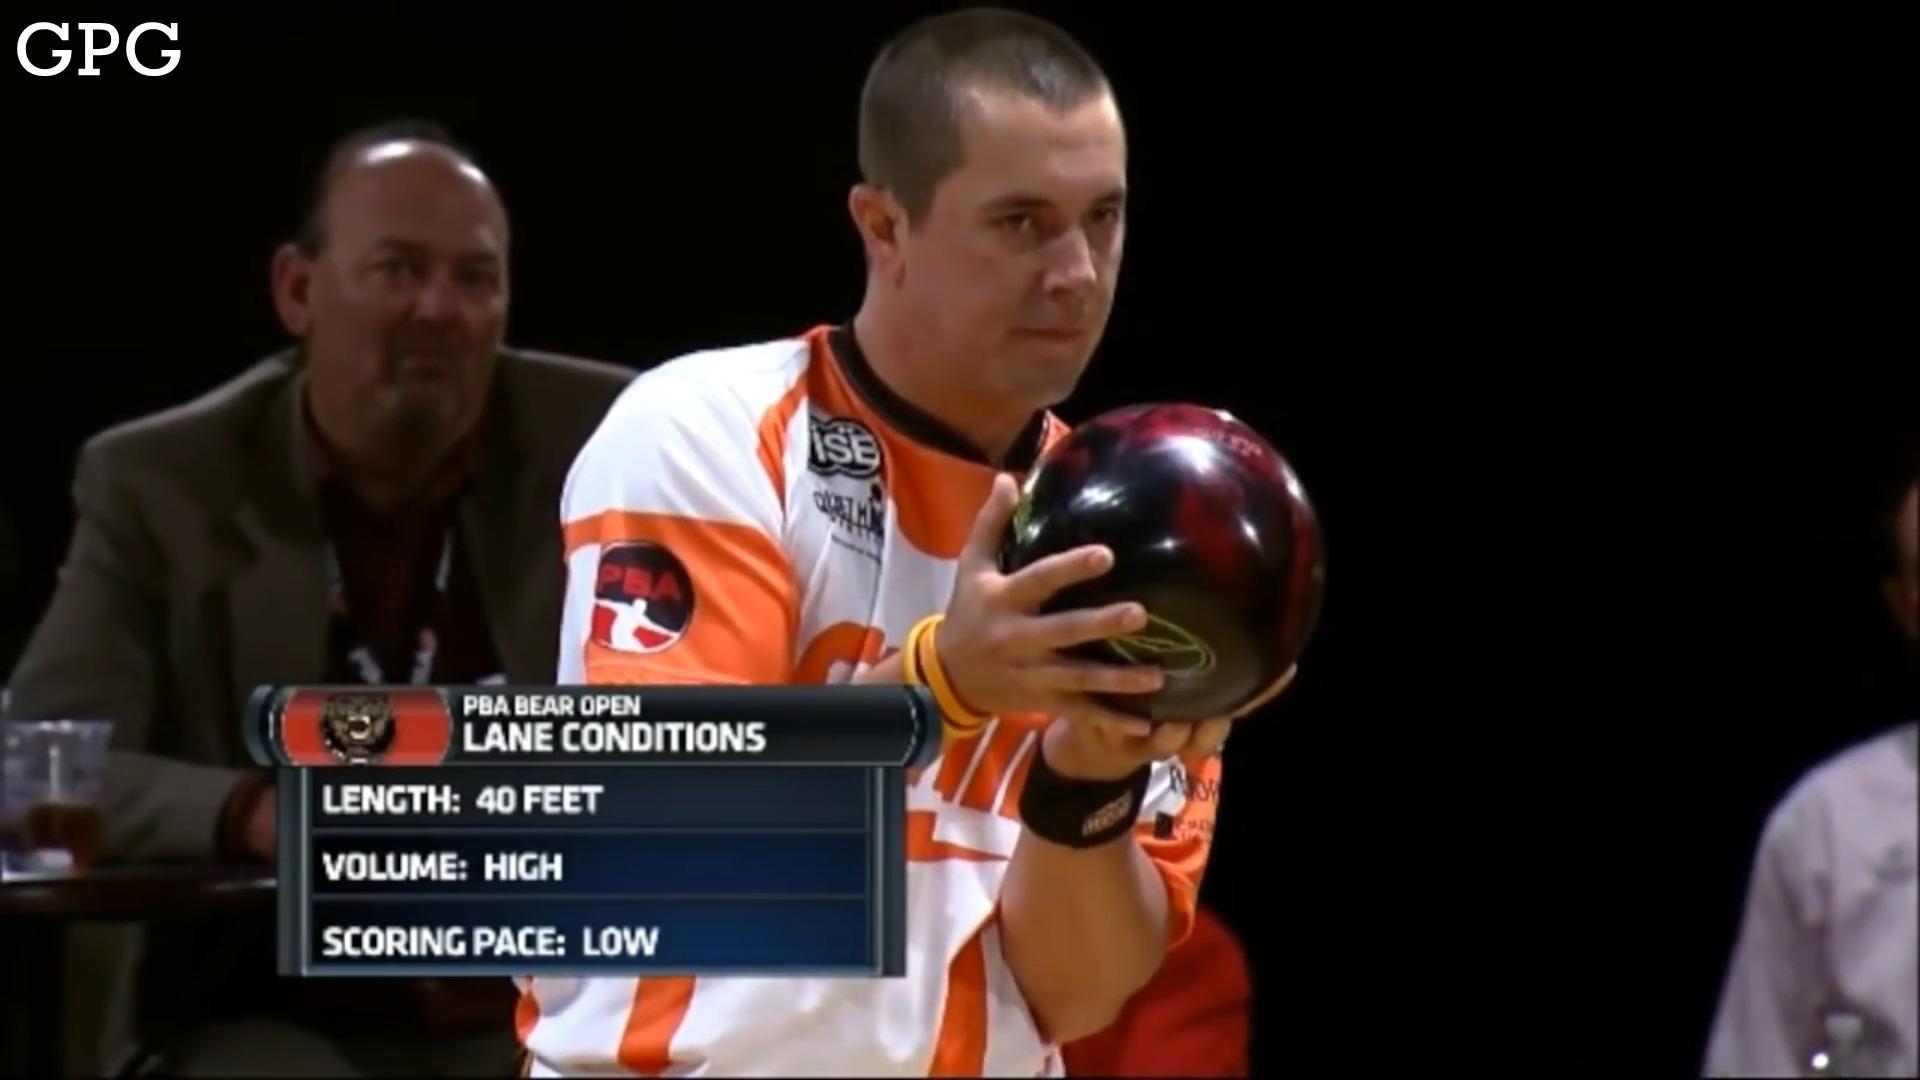 GPG
ISE
PBA
PBA BEAR OPEN
LANE CONDITIONS
LENGTH: 40 FEET
VOLUME: HIGH
SCORING PACE: LOW